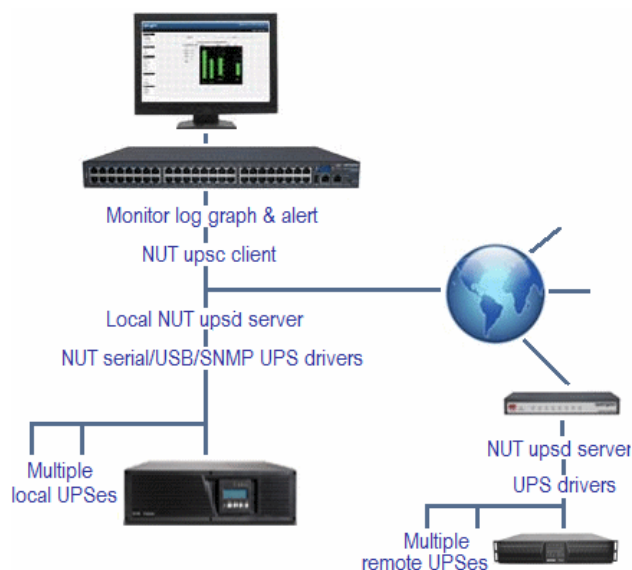 Monitor log graph & alert
NUT upsc client
Local NUT upsd server
NUT serial/USB/SNMP UPS drivers
Multiple
local UPSes
NUT upsd server
UPS drivers
Multiple
remote UPSes